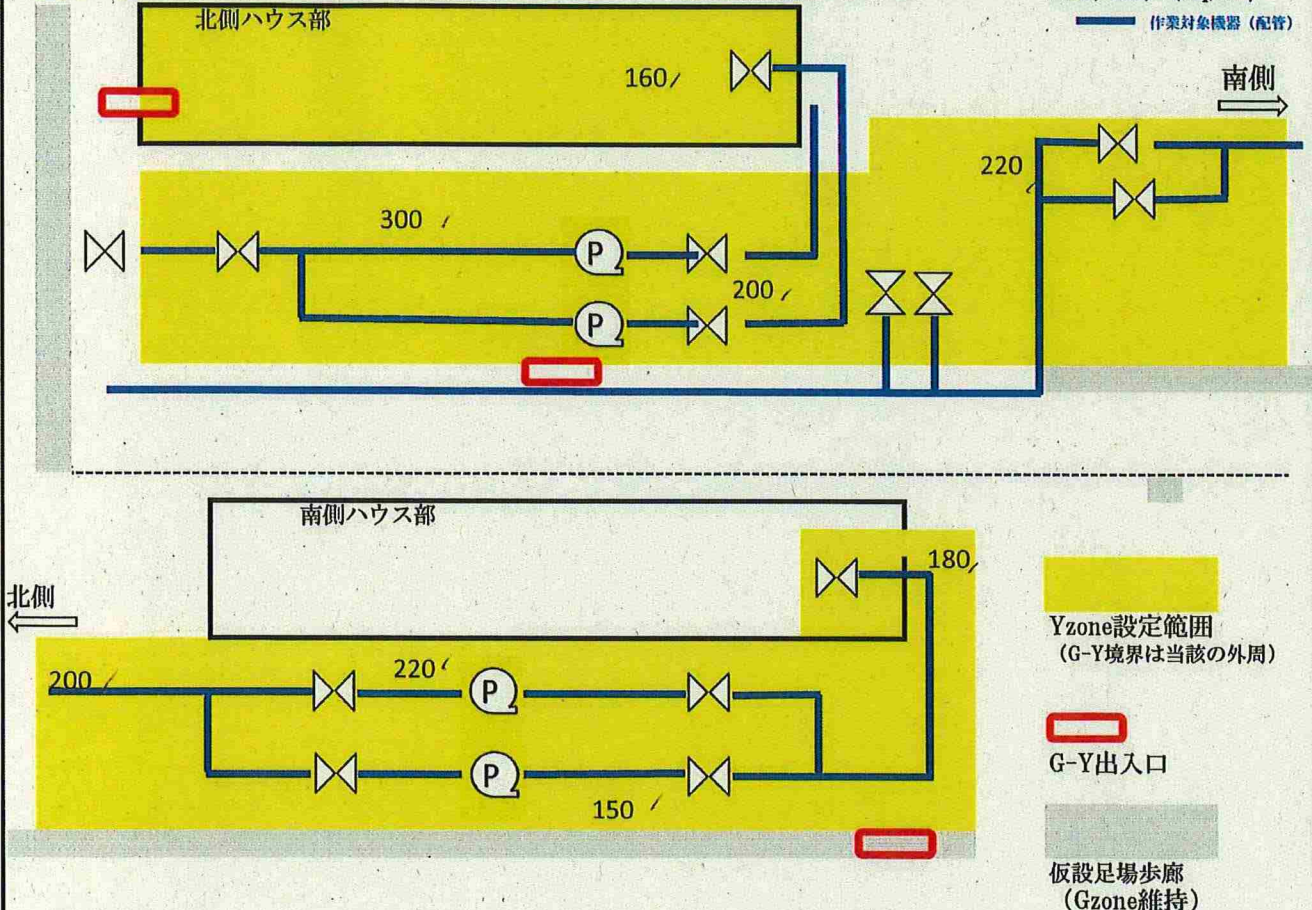 作業対象機器（配管）
北側ハウス部
160
南側
220
300
200
P
P
南側ハウス部
180
北側
200
220
P
P
150
Yzone設定範囲
（G-Y境界は当該の外周）
G-Y出入口
仮設足場歩廊
（Gzone維持）